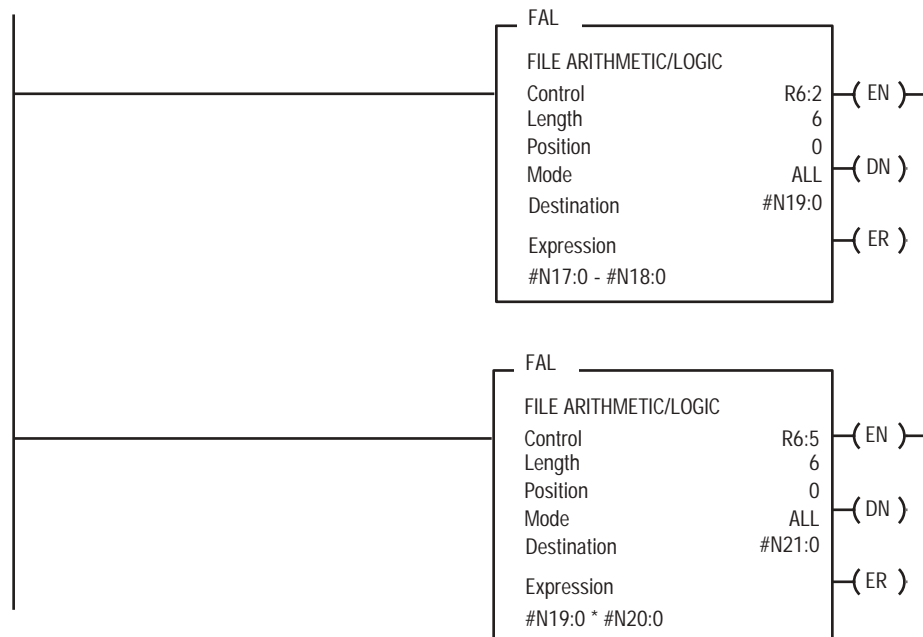 FAL
FILE ARITHMETIC/LOGIC
Control R6:2 EN
Length 6
Position 0
Mode ALL DN
Destination #N19:0
Expression ER
#N17:0 - #N18:0
FAL
FILE ARITHMETIC/LOGIC
Control R6:5 EN
Length 6
Position 0
Mode ALL DN
Destination #N21:0
Expression ER
#N19:0 * #N20:0